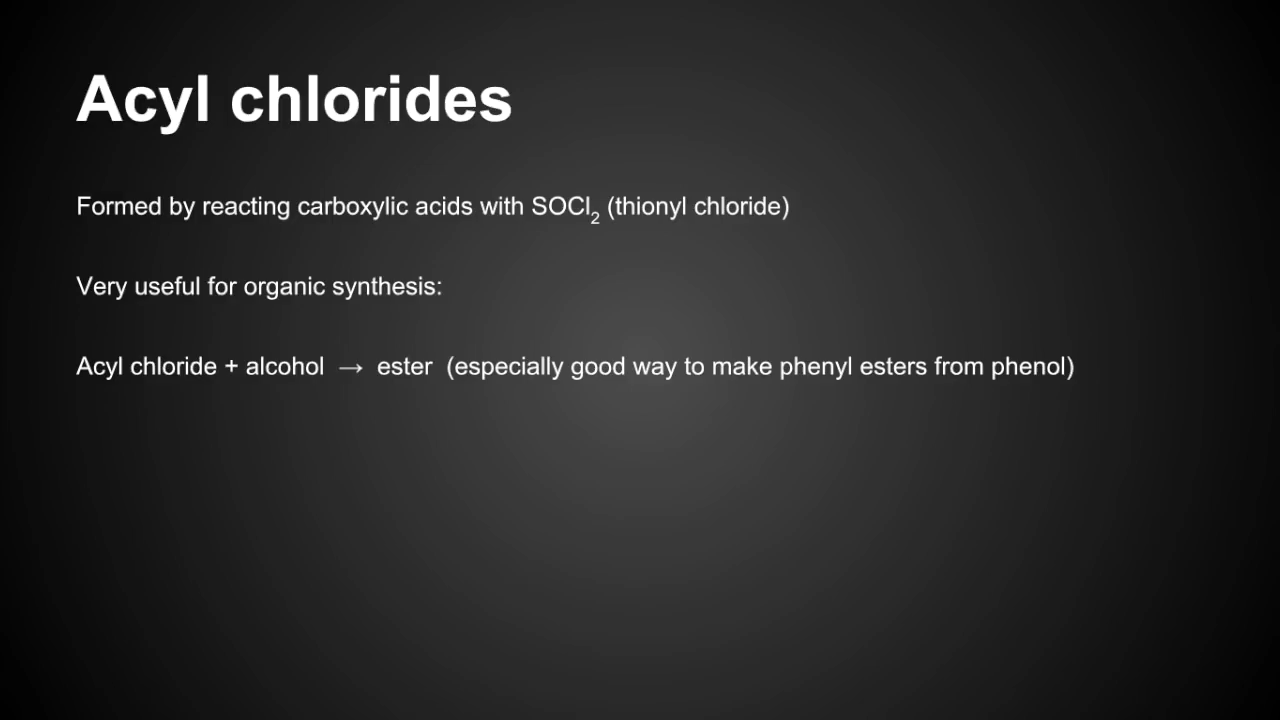 Acyl chlorides
Formed by reacting carboxylic acids with SOCl₂ (thionyl chloride)
Very useful for organic synthesis:
Acyl chloride + alcohol → ester (especially good way to make phenyl esters from phenol)